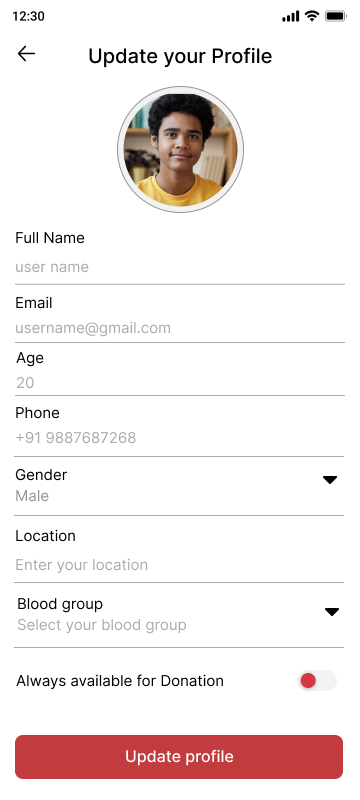 12:30
Update your Profile
Full Name
user name
Email
username@gmail.com
Age
20
Phone
+91 9887687268
Gender
Male
Location
Enter your location
Blood group
Select your blood group
Always available for Donation
Update profile